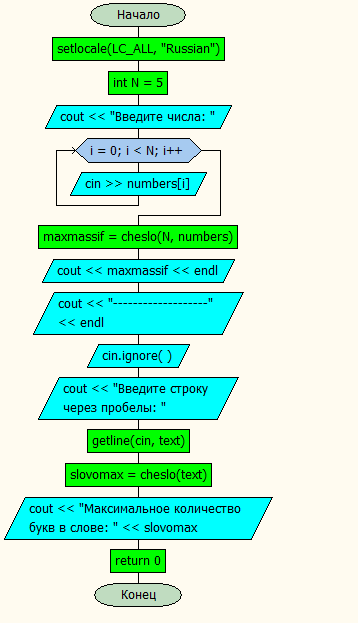 Начало
setlocale(LC_ALL, "Russian")
int N = 5
cout << "Введите числа: "
i = 0; i < N; i++
cin >> numbers[i]
maxmassif = cheslo(N, numbers)
cout << maxmassif << endl
cout << "-------------------"
<< endl
cin.ignore( )
cout << "Введите строку
через пробелы: "
getline(cin, text)
slovomax = cheslo(text)
cout << "Максимальное количество
букв в слове: " << slovomax
return 0
Конец